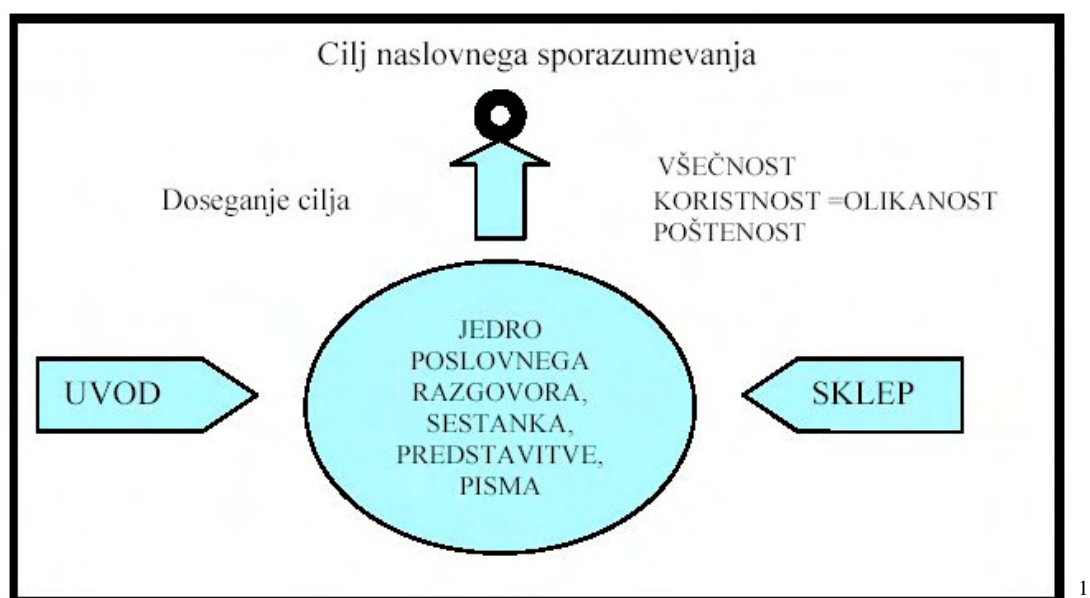 Cilj naslovnega sporazumevanja
Doseganje cilja
VŠEČNOST
KORISTNOST =OLIKANOST
POŠTENOST
UVOD
JEDRO
POSLOVNEGA
RAZGOVORA,
SESTANKA,
PREDSTAVITVE,
PISMA
SKLEP
1